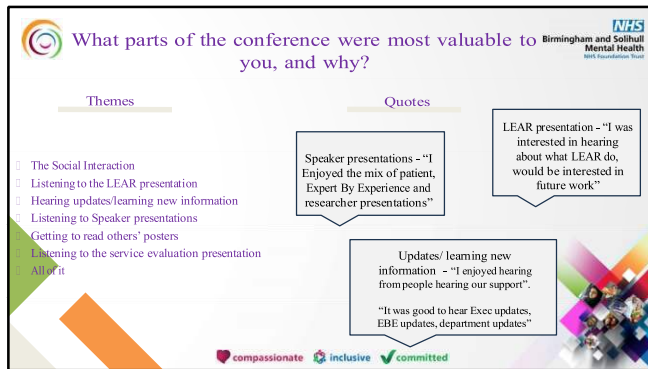 What parts of the conference were most valuable to
you, and why?
NHS
Birmingham and Solihull
Mental Health
NHS Foundation Trust
Themes
The Social Interaction
Listening to the LEAR presentation
Hearing updates/learning new information
Listening to Speaker presentations
Getting to read others' posters
Listening to the service evaluation presentation
All of it
Quotes
Speaker presentations - “I
Enjoyed the mix of patient,
Expert By Experience and
researcher presentations”
LEAR presentation - “I was
interested in hearing
about what LEAR do,
would be interested in
future work”
Updates/ learning new
information - “I enjoyed hearing
from people hearing our support”.
“It was good to hear Exec updates,
EBE updates, department updates”
compassionate inclusive committed